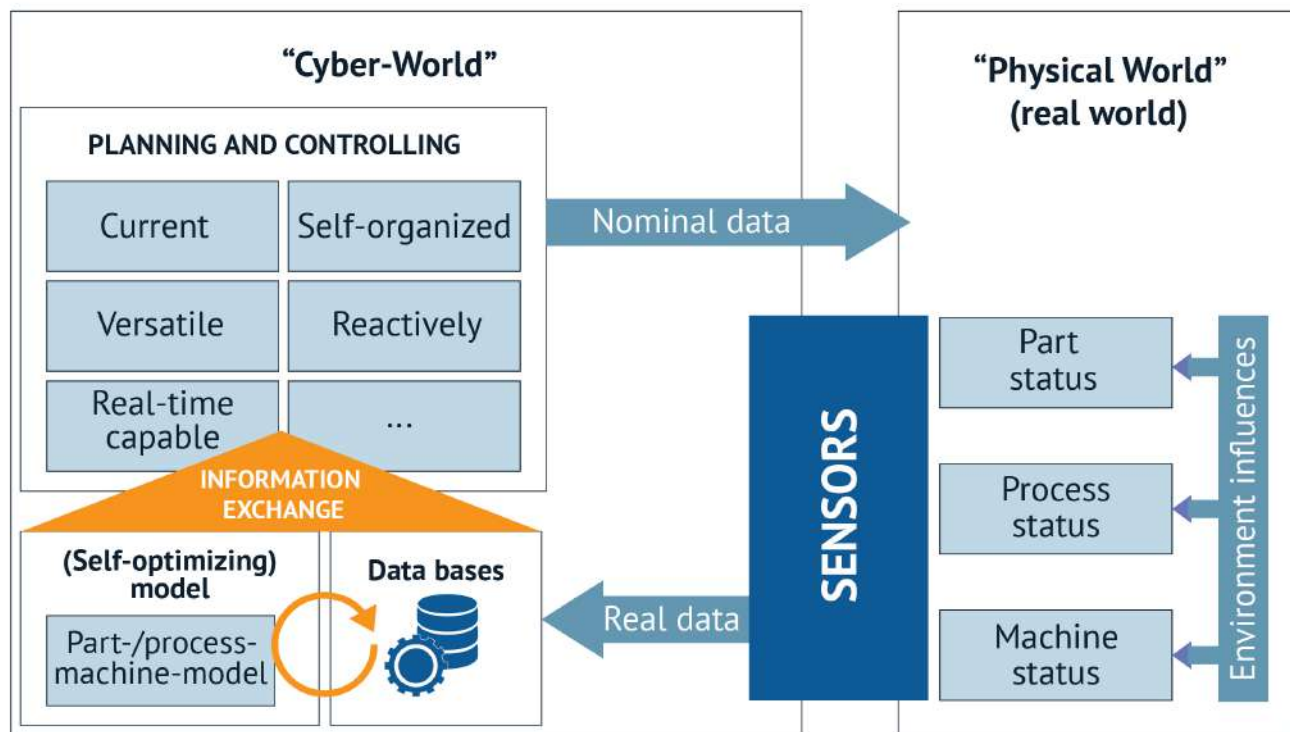 “Cyber-World”
PLANNING AND CONTROLLING
Current
Self-organized
Versatile
Reactively
Real-time
capable
...
INFORMATION
EXCHANGE
(Self-optimizing)
model
Part-/process-
machine-model
Data bases
Nominal data
Real data
SENSORS
“Physical World”
(real world)
Part
status
Process
status
Machine
status
Environment influences